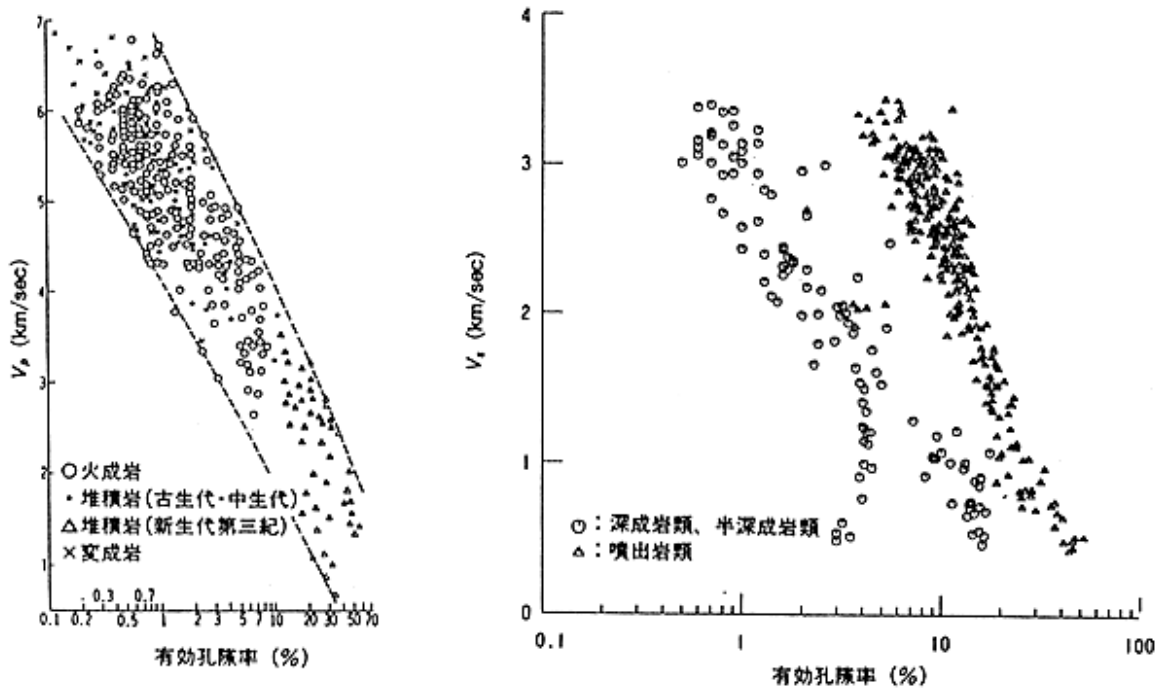 7
6
5
4
3
2
1
Vp (km/sec)
○火成岩
・堆積岩(古生代・中生代)
△堆積岩(新生代第三紀)
×変成岩
0.3 0.7
0.1 0.2 0.5 1 2 3 5 7 10 20 30 50 70
有効孔隙率 (%)
4
3
2
1
0
Vs (km/sec)
○：深成岩類、半深成岩類
△：噴出岩類
0.1 1 10 100
有効孔隙率 (%)